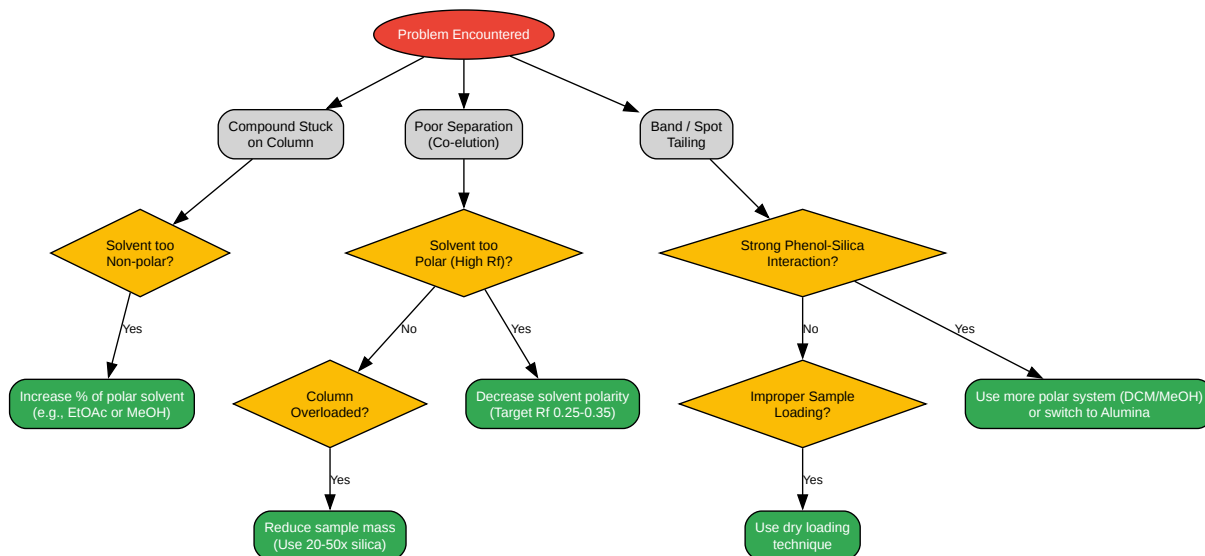 Problem Encountered
Compound Stuck
on Column
Poor Separation
(Co-elution)
Band / Spot
Tailing
Solvent too
Non-polar?
Solvent too
Polar (High Rf)?
Strong Phenol-Silica
Interaction?
Yes
No
Yes
No
Yes
Increase % of polar solvent
(e.g., EtOAc or MeOH)
Column
Overloaded?
Decrease solvent polarity
(Target Rf 0.25-0.35)
Improper Sample
Loading?
Use more polar system (DCM/MeOH)
or switch to Alumina
Yes
Yes
Reduce sample mass
(Use 20-50x silica)
Use dry loading
technique